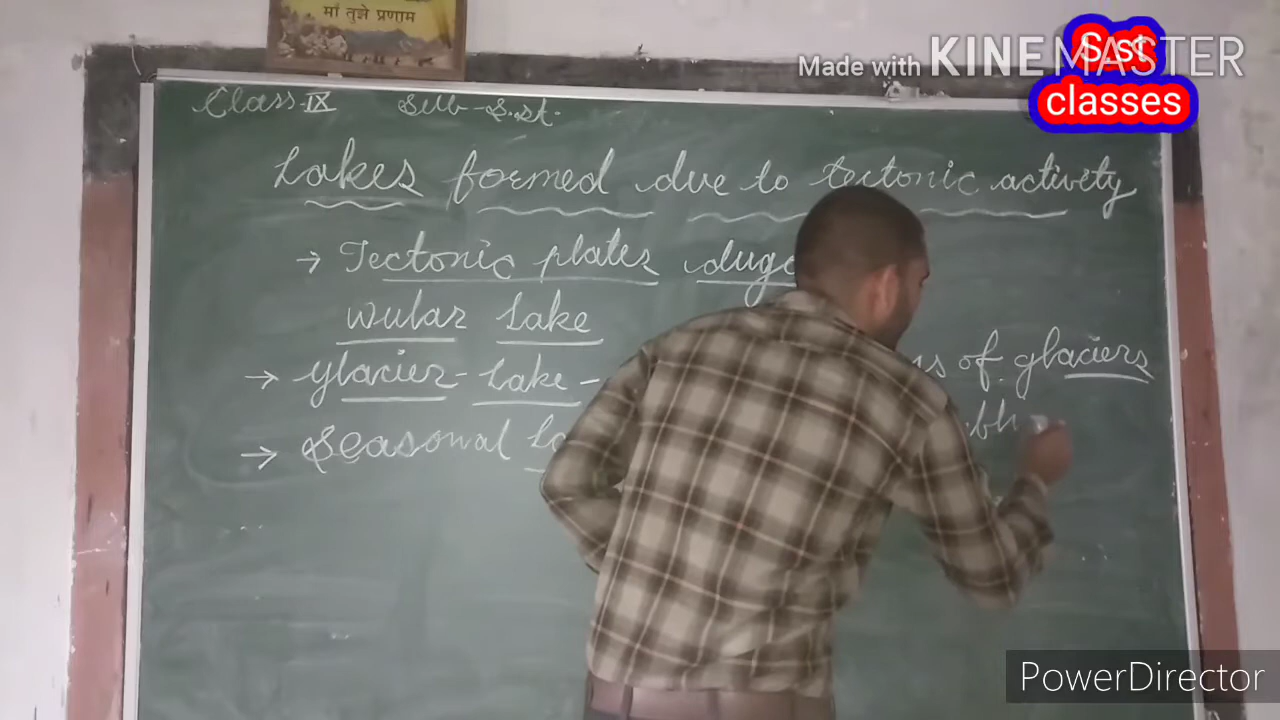 माँ तुझे प्रणाम
Made with KINEMASTER
S.st
classes
Class-IX Sub-S.st.
Lakes formed due to tectonic activity
→ Tectonic plates
wular Lake
→ glacier-Lake- of glaciers
→ Seasonal
PowerDirector